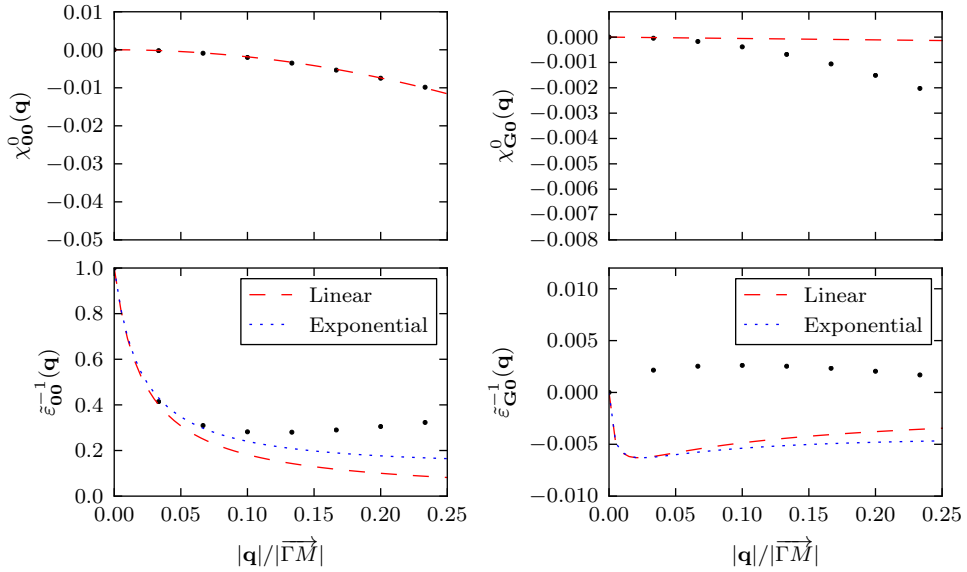 0.01
0.00
−0.01
−0.02
−0.03
−0.04
−0.05
χ⁰₀₀(q)
0.000
−0.001
−0.002
−0.003
−0.004
−0.005
−0.006
−0.007
−0.008
χ⁰G0(q)
1.0
0.8
0.6
0.4
0.2
0.0
ε̃⁻¹₀₀(q)
Linear
Exponential
0.00 0.05 0.10 0.15 0.20 0.25
|q|/|ΓM⃗|
0.010
0.005
0.000
−0.005
−0.010
ε̃⁻¹G0(q)
Linear
Exponential
0.00 0.05 0.10 0.15 0.20 0.25
|q|/|ΓM⃗|